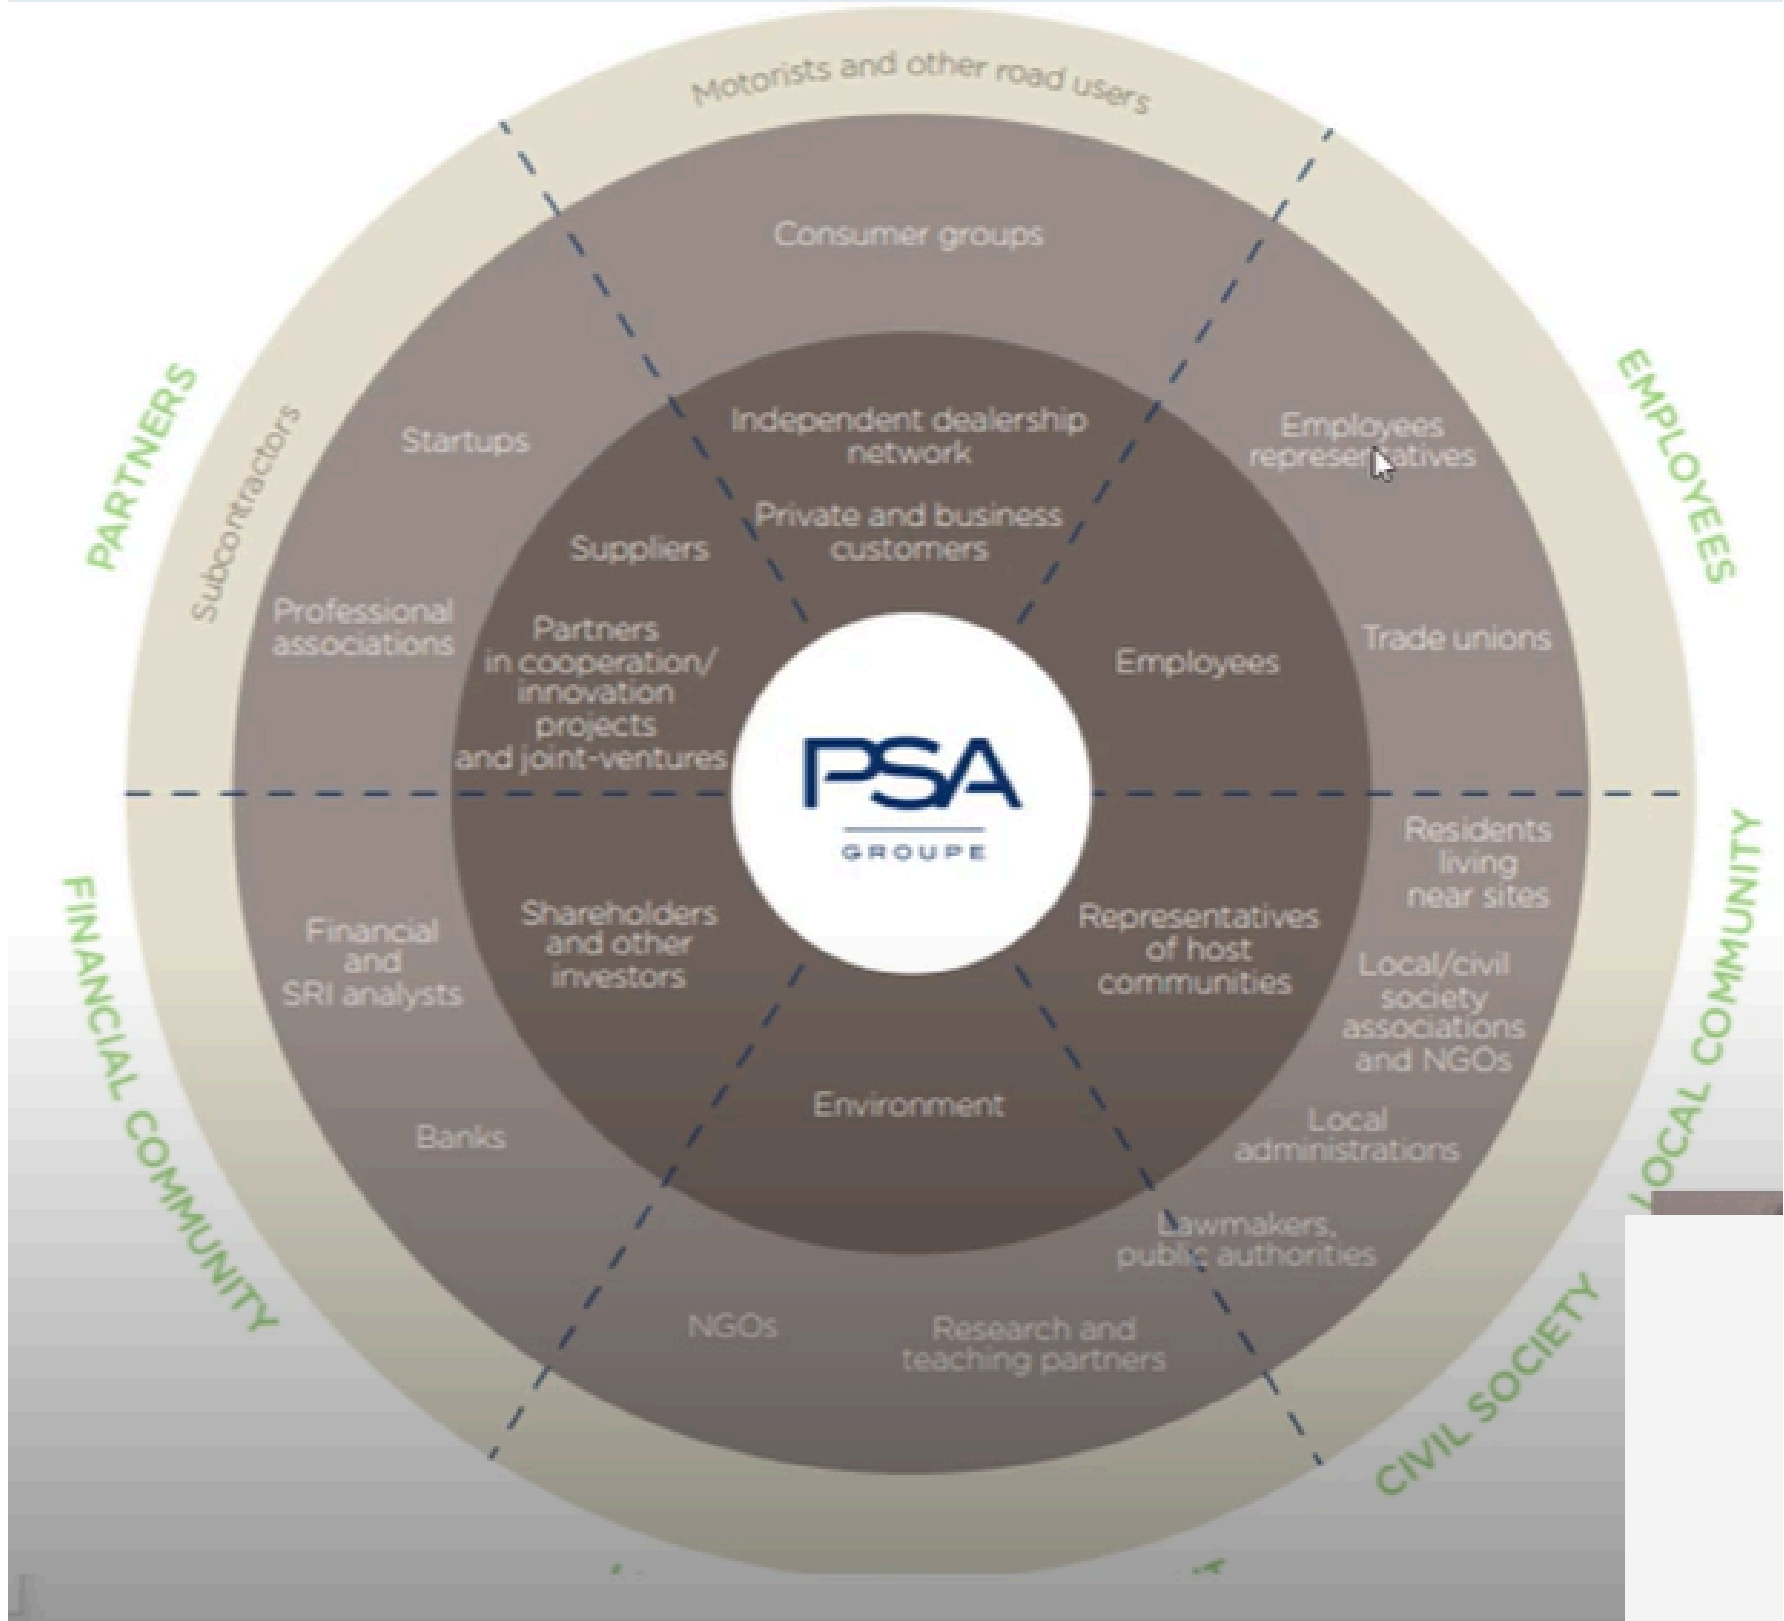 Motorists and other road users
Consumer groups
Independent dealership
network
Private and business
customers
PARTNERS
Subcontractors
Startups
Professional
associations
Suppliers
Partners
in cooperation/
innovation
projects
and joint-ventures
EMPLOYEES
Employees
representatives
Trade unions
Employees
PSA
GROUPE
FINANCIAL COMMUNITY
Financial
and
SRI analysts
Banks
Shareholders
and other
investors
Representatives
of host
communities
Residents
living
near sites
Local/civil
society
associations
and NGOs
Local
administrations
LOCAL COMMUNITY
CIVIL SOCIETY
Environment
Lawmakers,
public authorities
NGOs
Research and
teaching partners